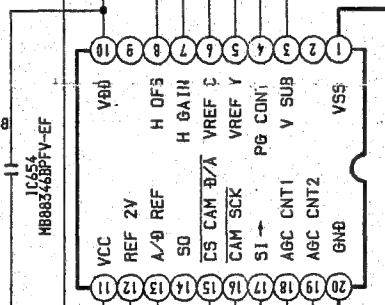 10 9 8 7 6 5 4 3 2 1
VDD
H OFS
H GAIN
VREF C
VREF Y
PG CONT
V SUB
VSS
8
IC654
MB88346BPFV-EF
VCC
REF 2V
A/D REF
SO
CS CAM D/A
CAM SCK
SI →
AGC CNT1
AGC CNT2
GND
11 12 13 14 15 16 17 18 19 20